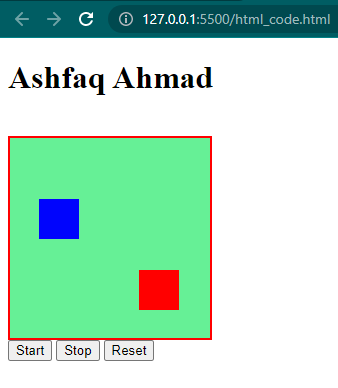 127.0.0.1:5500/html_code.html
Ashfaq Ahmad
Start Stop Reset